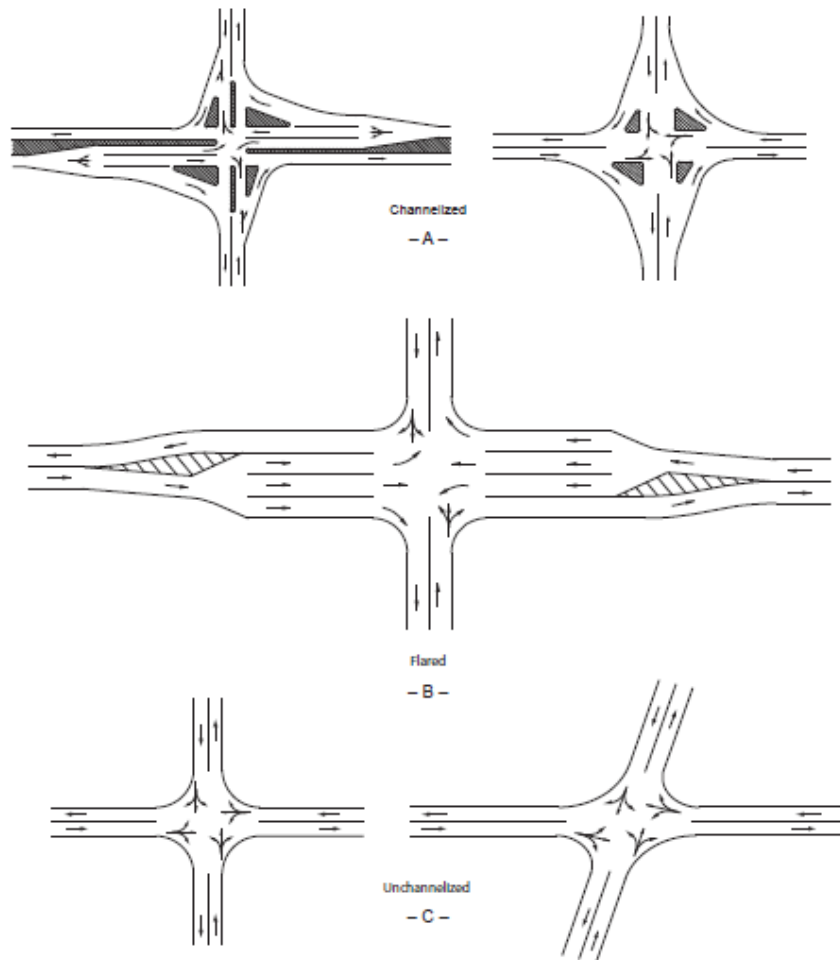 Channelized
– A –
Flared
– B –
Unchannelized
– C –